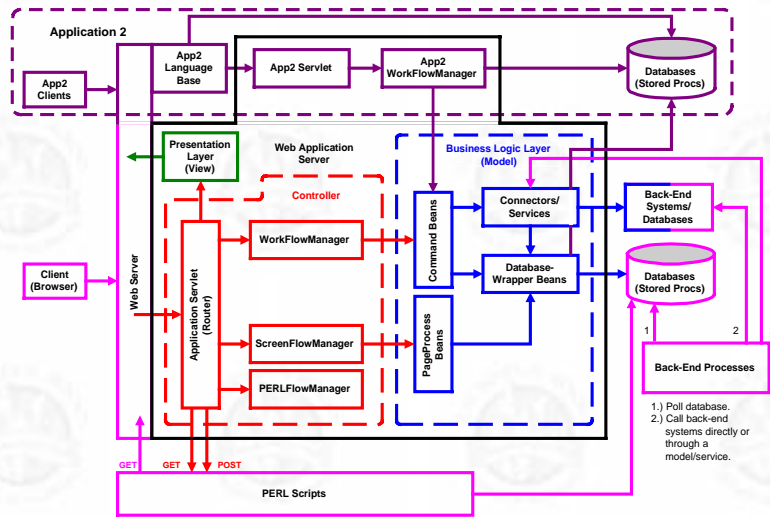 Application 2
App2
Language
Base
App2 Servlet
App2
WorkFlowManager
App2
Clients
Databases
(Stored Procs)
Presentation
Layer
(View)
Web Application
Server
Business Logic Layer
(Model)
Controller
Connectors/
Services
Back-End
Systems/
Databases
WorkFlowManager
Command Beans
Client
(Browser)
Web Server
Application Servlet
(Router)
Database-
Wrapper Beans
Databases
(Stored Procs)
ScreenFlowManager
PageProcess
Beans
1
2
PERLFlowManager
Back-End Processes
1.) Poll database.
2.) Call back-end
systems directly or
through a
model/service.
GET
GET
POST
PERL Scripts